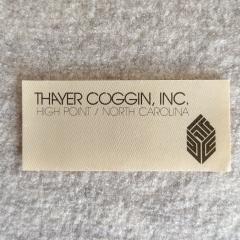 THAYER COGGIN, INC.
HIGH POINT / NORTH CAROLINA